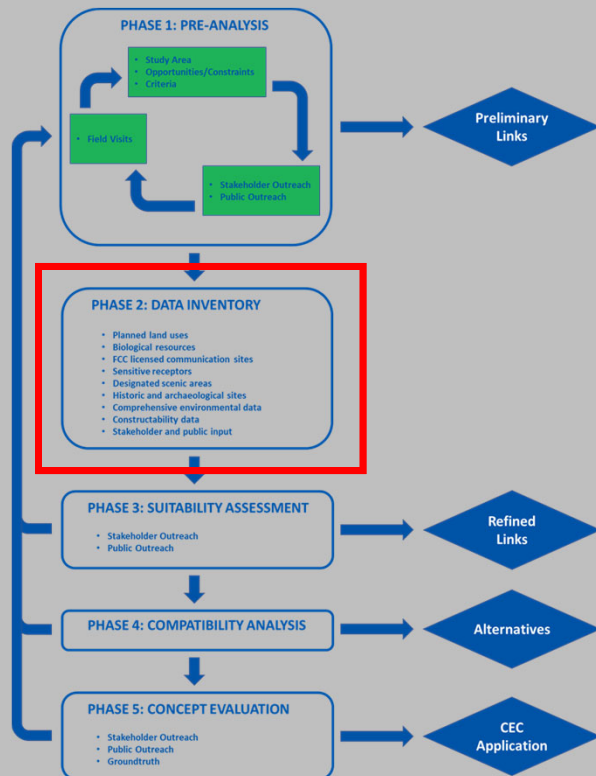 PHASE 1: PRE-ANALYSIS
• Study Area
• Opportunities/Constraints
• Criteria
• Field Visits
• Stakeholder Outreach
• Public Outreach
Preliminary
Links
PHASE 2: DATA INVENTORY
• Planned land uses
• Biological resources
• FCC licensed communication sites
• Sensitive receptors
• Designated scenic areas
• Historic and archaeological sites
• Comprehensive environmental data
• Constructability data
• Stakeholder and public input
PHASE 3: SUITABILITY ASSESSMENT
• Stakeholder Outreach
• Public Outreach
Refined
Links
PHASE 4: COMPATIBILITY ANALYSIS
Alternatives
PHASE 5: CONCEPT EVALUATION
• Stakeholder Outreach
• Public Outreach
• Groundtruth
CEC
Application